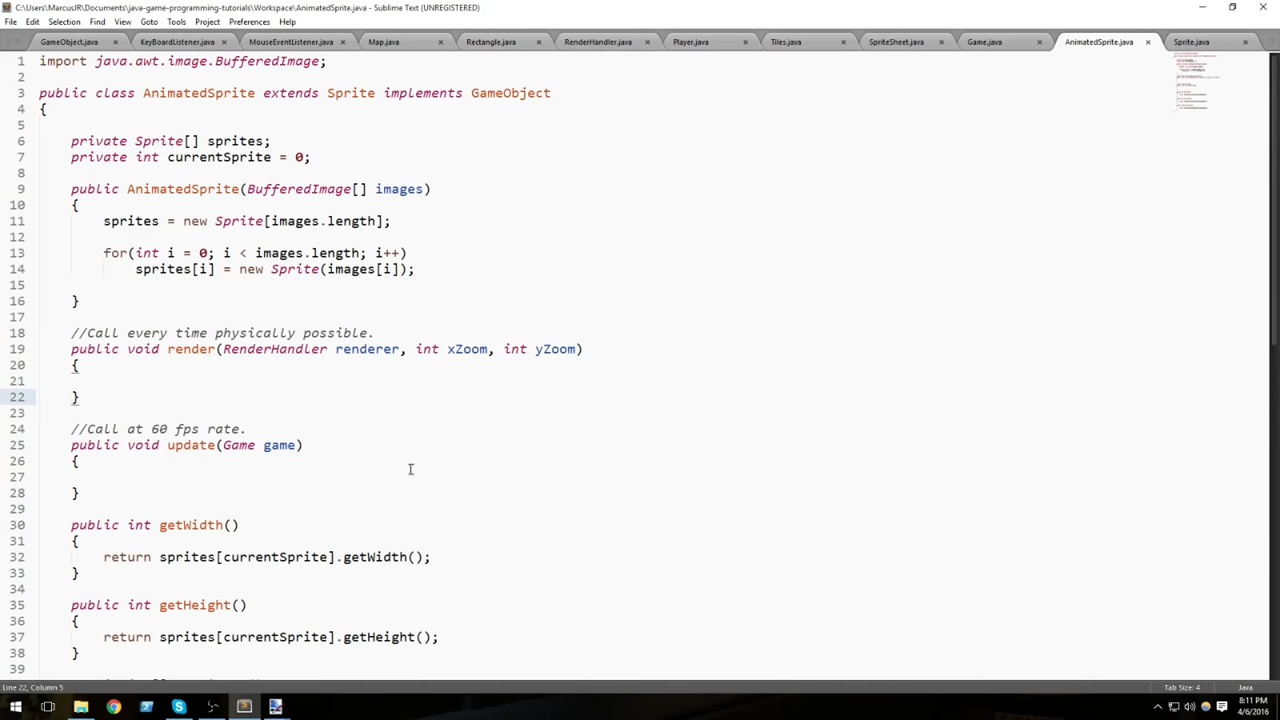 C:\Users\MarcusJR\Documents\java-game-programming-tutorials\Workspace\AnimatedSprite.java - Sublime Text (UNREGISTERED)
File Edit Selection Find View Goto Tools Project Preferences Help
GameObject.java KeyBoardListener.java MouseEventListener.java Map.java Rectangle.java RenderHandler.java Player.java Tiles.java SpriteSheet.java Game.java AnimatedSprite.java Sprite.java
1 import java.awt.image.BufferedImage;
2
3 public class AnimatedSprite extends Sprite implements GameObject
4 {
5
6 private Sprite[] sprites;
7 private int currentSprite = 0;
8
9 public AnimatedSprite(BufferedImage[] images)
10 {
11 sprites = new Sprite[images.length];
12
13 for(int i = 0; i < images.length; i++)
14 sprites[i] = new Sprite(images[i]);
15
16 }
17
18 //Call every time physically possible.
19 public void render(RenderHandler renderer, int xZoom, int yZoom)
20 {
21
22 }
23
24 //Call at 60 fps rate.
25 public void update(Game game)
26 {
27
28 }
29
30 public int getWidth()
31 {
32 return sprites[currentSprite].getWidth();
33 }
34
35 public int getHeight()
36 {
37 return sprites[currentSprite].getHeight();
38 }
39
Line 22, Column 5 Tab Size: 4 Java
8:11 PM
4/6/2016